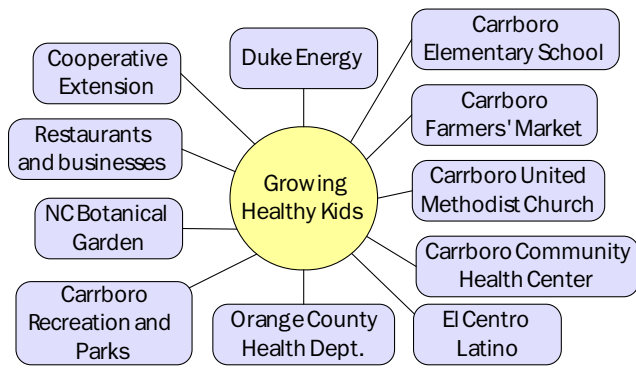 Duke Energy
Carrboro
Elementary School
Cooperative
Extension
Carrboro
Farmers' Market
Restaurants
and businesses
Growing
Healthy Kids
Carrboro United
Methodist Church
NC Botanical
Garden
Carrboro Community
Health Center
Carrboro
Recreation and
Parks
Orange County
Health Dept.
El Centro
Latino